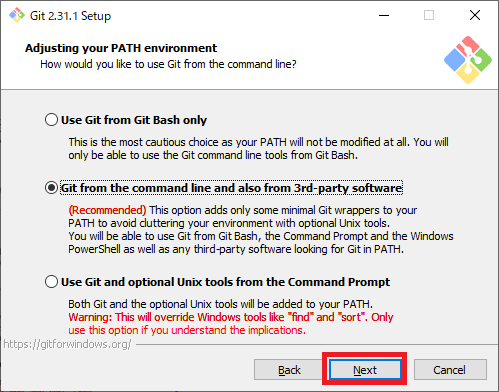 Git 2.31.1 Setup
Adjusting your PATH environment
How would you like to use Git from the command line?
Use Git from Git Bash only
This is the most cautious choice as your PATH will not be modified at all. You will
only be able to use the Git command line tools from Git Bash.
Git from the command line and also from 3rd-party software
(Recommended) This option adds only some minimal Git wrappers to your
PATH to avoid cluttering your environment with optional Unix tools.
You will be able to use Git from Git Bash, the Command Prompt and the Windows
PowerShell as well as any third-party software looking for Git in PATH.
Use Git and optional Unix tools from the Command Prompt
Both Git and the optional Unix tools will be added to your PATH.
Warning: This will override Windows tools like "find" and "sort". Only
use this option if you understand the implications.
https://gitforwindows.org/
Back
Next
Cancel